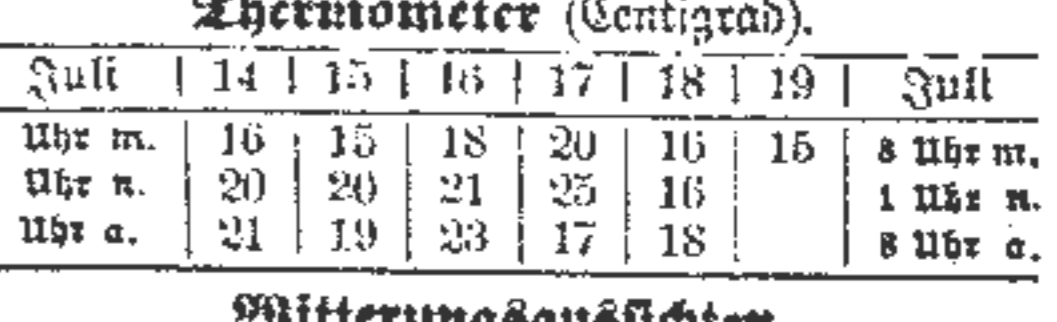 Thermometer (Centigrad).
Juli | 14 | 15 | 16 | 17 | 18 | 19 | Juli
Uhr m. | 16 | 15 | 18 | 20 | 16 | 15 | 8 Uhr m.
Uhr n. | 20 | 20 | 21 | 25 | 16 | | 1 Uhr n.
Uhr a. | 21 | 19 | 23 | 17 | 18 | | 8 Uhr a.
Witterungsaussichten